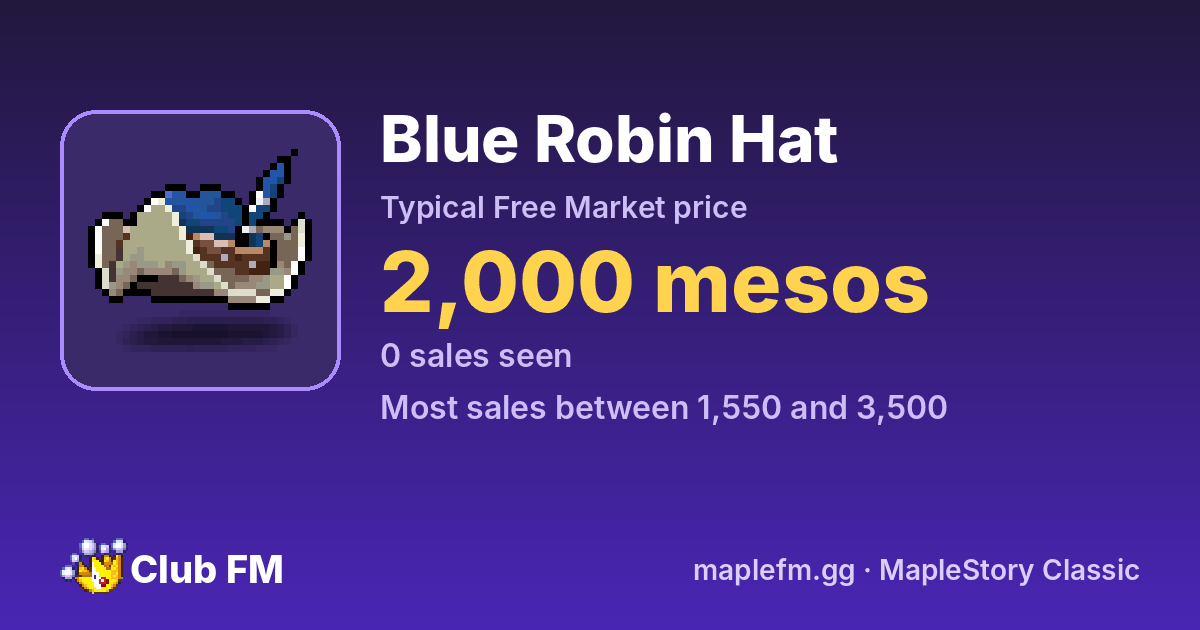 Blue Robin Hat
Typical Free Market price
2,000 mesos
0 sales seen
Most sales between 1,550 and 3,500
Club FM
maplefm.gg · MapleStory Classic